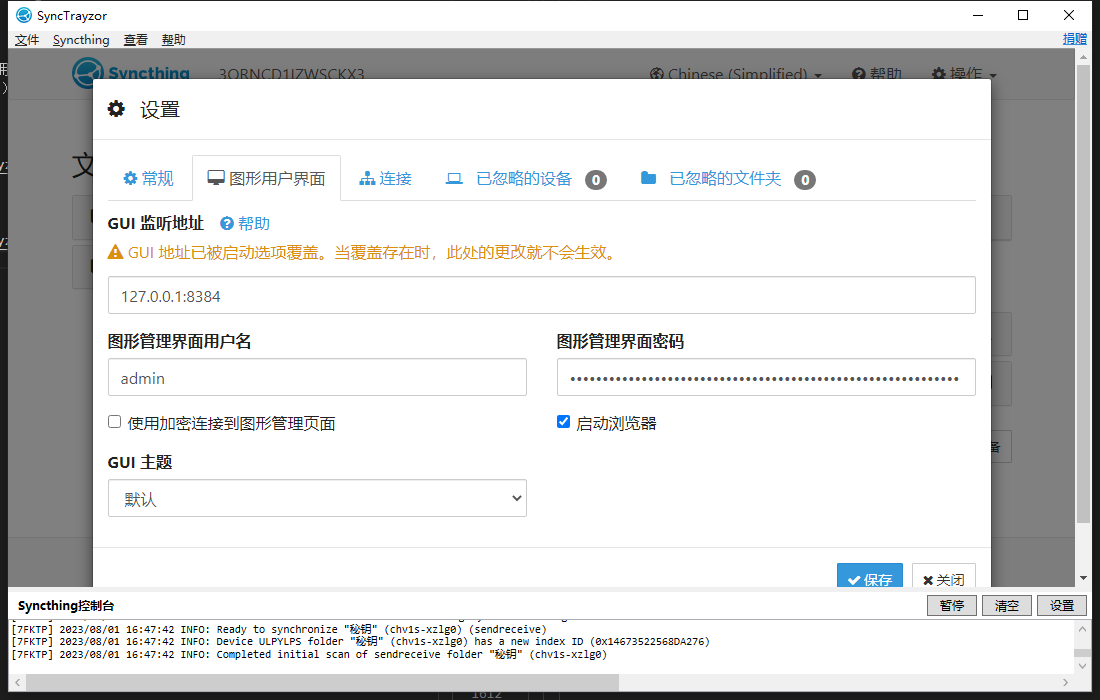 SyncTrayzor
文件 Syncthing 查看 帮助 捐赠
Syncthing 3ORNCD1IZWSCKX3 Chinese (Simplified) 帮助 操作
设置
常规 图形用户界面 连接 已忽略的设备 0 已忽略的文件夹 0
GUI 监听地址 帮助
GUI 地址已被启动选项覆盖。当覆盖存在时，此处的更改就不会生效。
127.0.0.1:8384
图形管理界面用户名 图形管理界面密码
admin
使用加密连接到图形管理页面 启动浏览器
GUI 主题
默认
保存 关闭
Syncthing控制台 暂停 清空 设置
[7FKTP] 2023/08/01 16:47:42 INFO: Ready to synchronize "秘钥" (chv1s-xzlg0) (sendreceive)
[7FKTP] 2023/08/01 16:47:42 INFO: Device ULPYLPS folder "秘钥" (chv1s-xzlg0) has a new index ID (0x14673522568DA276)
[7FKTP] 2023/08/01 16:47:42 INFO: Completed initial scan of sendreceive folder "秘钥" (chv1s-xzlg0)
1612